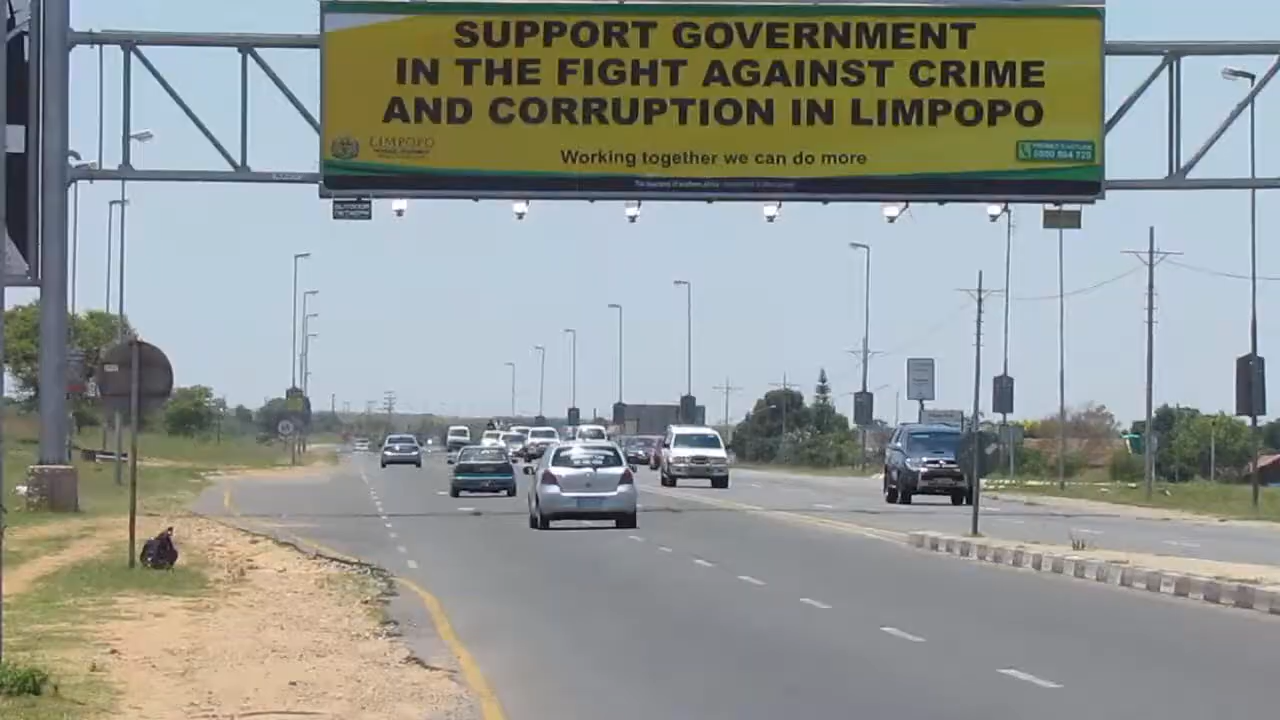 SUPPORT GOVERNMENT
IN THE FIGHT AGAINST CRIME
AND CORRUPTION IN LIMPOPO
LIMPOPO
Working together we can do more